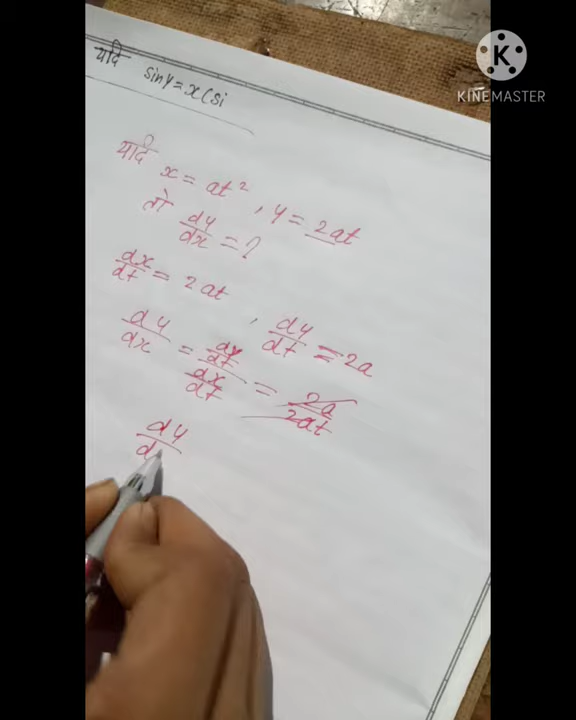 K
KINEMASTER
यदि sin y = x (si
यदि x = at², y = 2at
तो dy/dx = ?
dx/dt = 2at, dy/dt = 2a
dy/dx = dy/dt / dx/dt = 2a/2at
dy/d